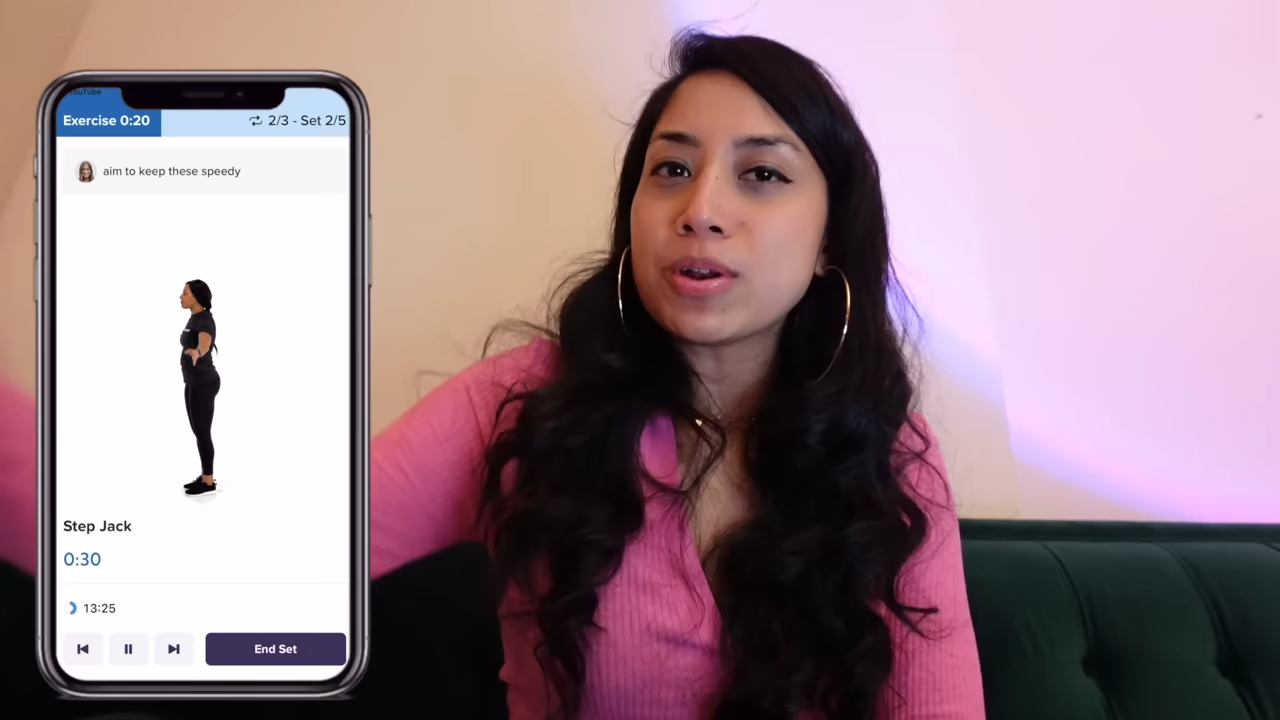 YouTube
Exercise 0:20
2/3 - Set 2/5
aim to keep these speedy
Step Jack
0:30
13:25
End Set